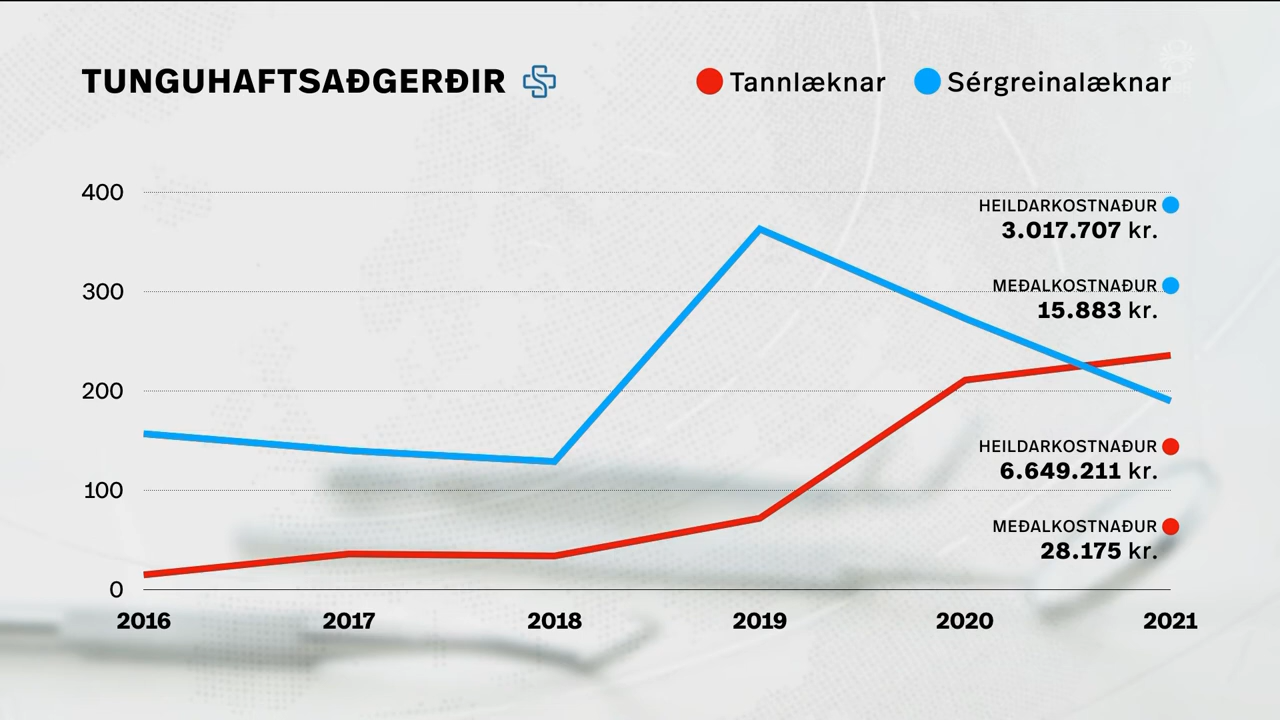 TUNGUHAFTSAÐGERÐIR
Tannlæknar
Sérgreinalæknar
400
300
200
100
0
HEILDARKOSTNAÐUR
3.017.707 kr.
MEÐALKOSTNAÐUR
15.883 kr.
HEILDARKOSTNAÐUR
6.649.211 kr.
MEÐALKOSTNAÐUR
28.175 kr.
2016
2017
2018
2019
2020
2021